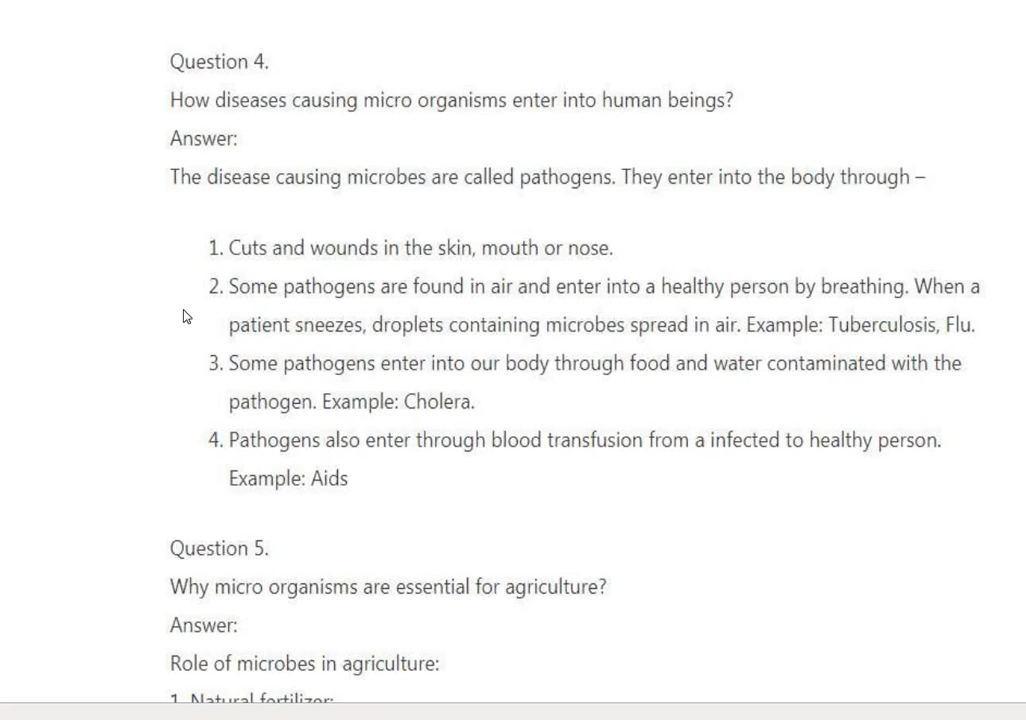 Question 4.
How diseases causing micro organisms enter into human beings?
Answer:
The disease causing microbes are called pathogens. They enter into the body through –
1. Cuts and wounds in the skin, mouth or nose.
2. Some pathogens are found in air and enter into a healthy person by breathing. When a
patient sneezes, droplets containing microbes spread in air. Example: Tuberculosis, Flu.
3. Some pathogens enter into our body through food and water contaminated with the
pathogen. Example: Cholera.
4. Pathogens also enter through blood transfusion from a infected to healthy person.
Example: Aids
Question 5.
Why micro organisms are essential for agriculture?
Answer:
Role of microbes in agriculture:
1. Natural fertilizer: